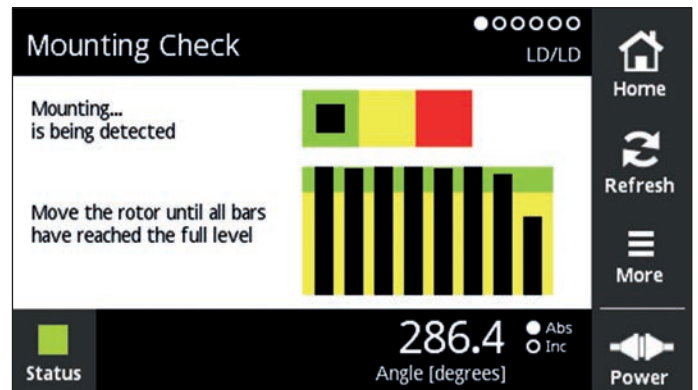 Mounting Check
LD/LD
Mounting...
is being detected
Move the rotor until all bars
have reached the full level
Home
Refresh
More
Status
286.4
Abs
Inc
Angle [degrees]
Power